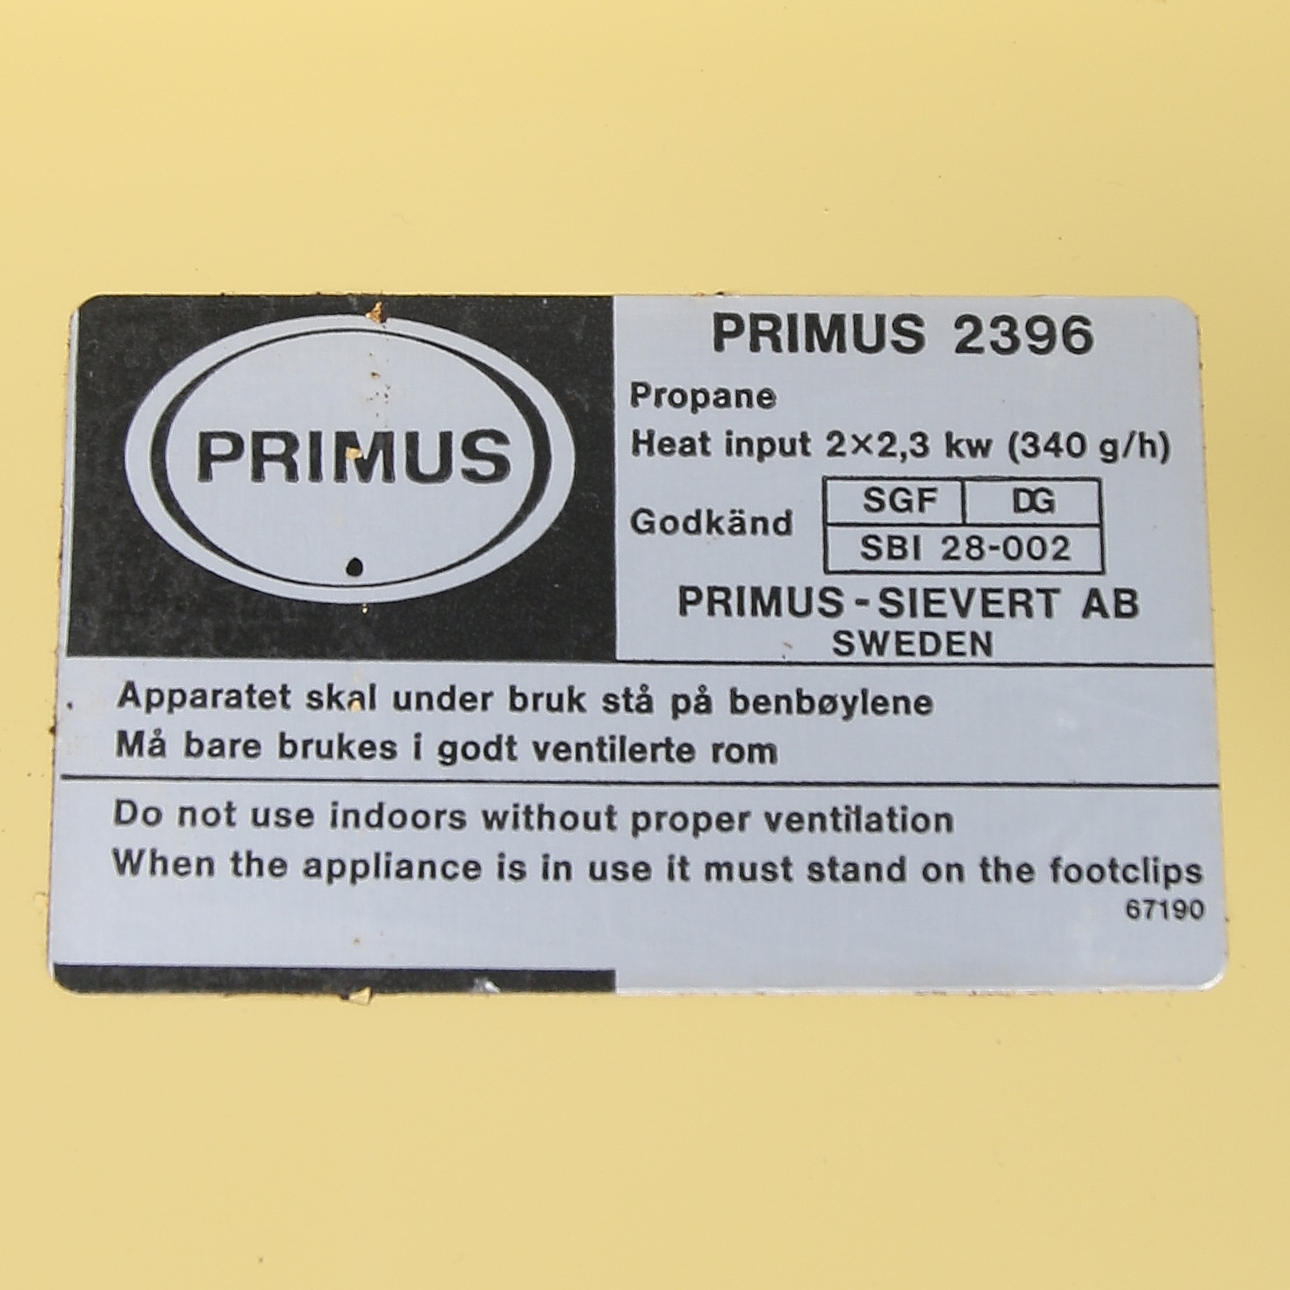 PRIMUS
PRIMUS 2396
Propane
Heat input 2×2,3 kw (340 g/h)
Godkänd
SGF DG
SBI 28-002
PRIMUS - SIEVERT AB
SWEDEN
Apparatet skal under bruk stå på benbøylene
Må bare brukes i godt ventilerte rom
Do not use indoors without proper ventilation
When the appliance is in use it must stand on the footclips
67190